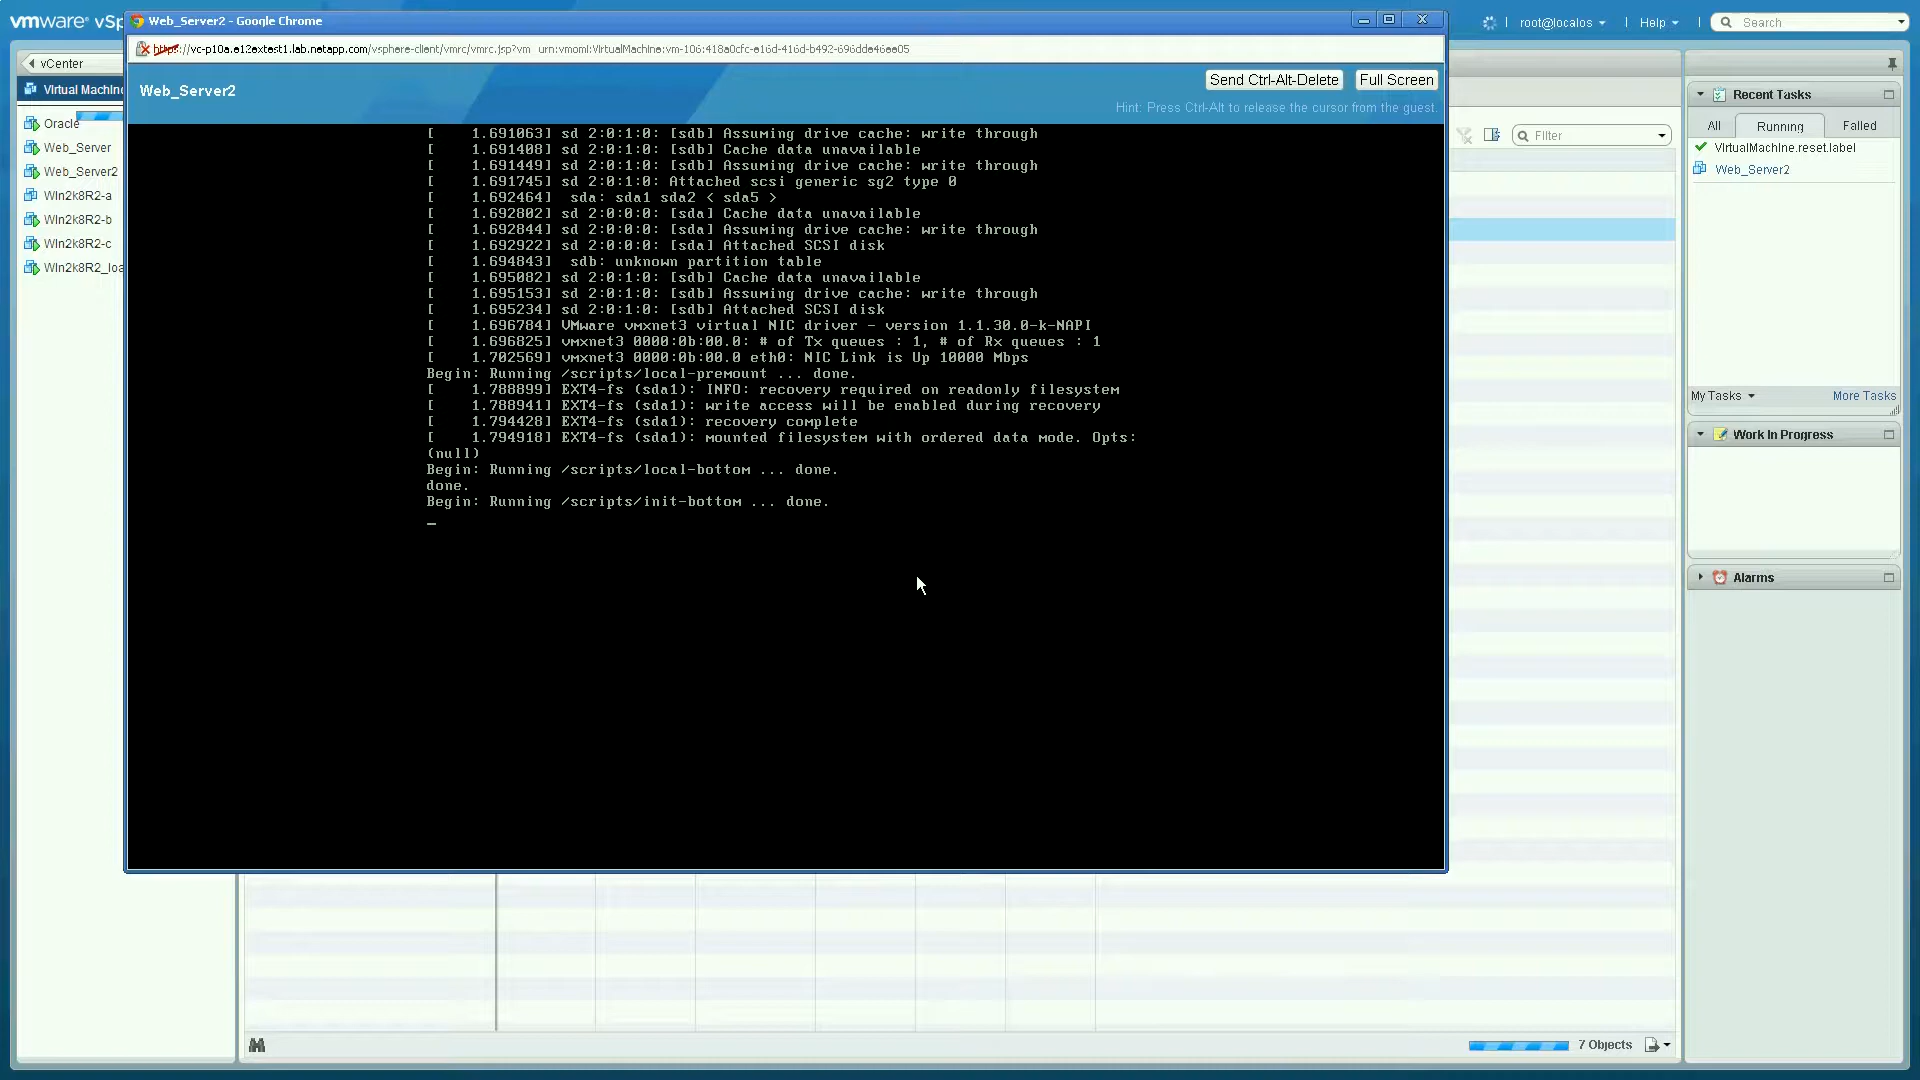 vmware® vSp
Web_Server2 - Google Chrome
root@localos
Help
Search
vCenter
https://vc-p10a.e12extest1.lab.netapp.com/vsphere-client/vmrc/vmrc.jsp?vm urn:vmomi:VirtualMachine:vm-106:418a0cfc-e16d-416d-b492-696dde46ee05
Virtual Machin
Web_Server2
Send Ctrl-Alt-Delete
Full Screen
Hint: Press Ctrl-Alt to release the cursor from the guest.
Oracle
Web_Server
Web_Server2
Win2k8R2-a
Win2k8R2-b
Win2k8R2-c
Win2k8R2_loa
[ 1.691063] sd 2:0:1:0: [sdb] Assuming drive cache: write through
[ 1.691408] sd 2:0:0:0: [sda] Cache data unavailable
[ 1.691449] sd 2:0:0:0: [sda] Assuming drive cache: write through
[ 1.691745] sd 2:0:1:0: Attached scsi generic sg2 type 0
[ 1.692464]  sda: sda1 sda2 < sda5 >
[ 1.692802] sd 2:0:0:0: [sda] Cache data unavailable
[ 1.692844] sd 2:0:0:0: [sda] Assuming drive cache: write through
[ 1.692922] sd 2:0:0:0: [sda] Attached SCSI disk
[ 1.694843]  sdb: unknown partition table
[ 1.695082] sd 2:0:1:0: [sdb] Cache data unavailable
[ 1.695153] sd 2:0:1:0: [sdb] Assuming drive cache: write through
[ 1.695234] sd 2:0:1:0: [sdb] Attached SCSI disk
[ 1.696784] VMware vmxnet3 virtual NIC driver - version 1.1.30.0-k-NAPI
[ 1.696825] vmxnet3 0000:0b:00.0: # of Tx queues : 1, # of Rx queues : 1
[ 1.702569] vmxnet3 0000:0b:00.0 eth0: NIC Link is Up 10000 Mbps
Begin: Running /scripts/local-premount ... done.
[ 1.788899] EXT4-fs (sda1): INFO: recovery required on readonly filesystem
[ 1.788941] EXT4-fs (sda1): write access will be enabled during recovery
[ 1.794428] EXT4-fs (sda1): recovery complete
[ 1.794918] EXT4-fs (sda1): mounted filesystem with ordered data mode. Opts:
(null)
Begin: Running /scripts/local-bottom ... done.
done.
Begin: Running /scripts/init-bottom ... done.
_
Filter
7 Objects
Recent Tasks
All
Running
Failed
VirtualMachine.reset.label
Web_Server2
My Tasks
More Tasks
Work In Progress
Alarms